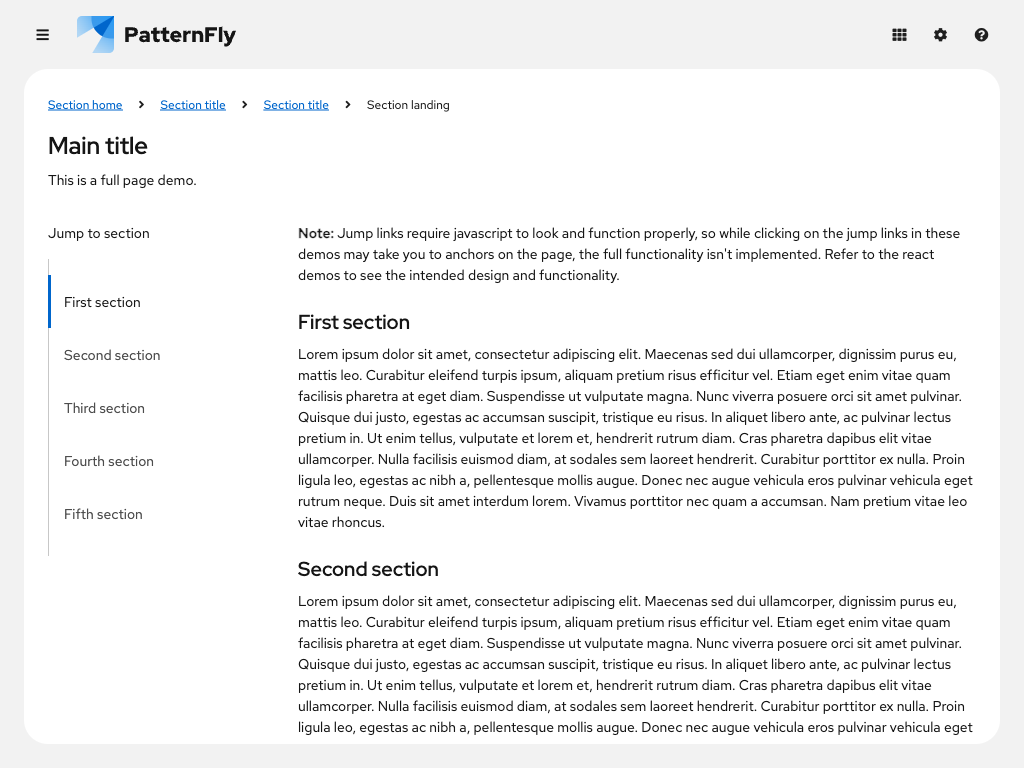 PatternFly
Section home
Section title
Section title
Section landing
Main title
This is a full page demo.
Jump to section
First section
Second section
Third section
Fourth section
Fifth section
Note: Jump links require javascript to look and function properly, so while clicking on the jump links in these
demos may take you to anchors on the page, the full functionality isn't implemented. Refer to the react
demos to see the intended design and functionality.
First section
Lorem ipsum dolor sit amet, consectetur adipiscing elit. Maecenas sed dui ullamcorper, dignissim purus eu,
mattis leo. Curabitur eleifend turpis ipsum, aliquam pretium risus efficitur vel. Etiam eget enim vitae quam
facilisis pharetra at eget diam. Suspendisse ut vulputate magna. Nunc viverra posuere orci sit amet pulvinar.
Quisque dui justo, egestas ac accumsan suscipit, tristique eu risus. In aliquet libero ante, ac pulvinar lectus
pretium in. Ut enim tellus, vulputate et lorem et, hendrerit rutrum diam. Cras pharetra dapibus elit vitae
ullamcorper. Nulla facilisis euismod diam, at sodales sem laoreet hendrerit. Curabitur porttitor ex nulla. Proin
ligula leo, egestas ac nibh a, pellentesque mollis augue. Donec nec augue vehicula eros pulvinar vehicula eget
rutrum neque. Duis sit amet interdum lorem. Vivamus porttitor nec quam a accumsan. Nam pretium vitae leo
vitae rhoncus.
Second section
Lorem ipsum dolor sit amet, consectetur adipiscing elit. Maecenas sed dui ullamcorper, dignissim purus eu,
mattis leo. Curabitur eleifend turpis ipsum, aliquam pretium risus efficitur vel. Etiam eget enim vitae quam
facilisis pharetra at eget diam. Suspendisse ut vulputate magna. Nunc viverra posuere orci sit amet pulvinar.
Quisque dui justo, egestas ac accumsan suscipit, tristique eu risus. In aliquet libero ante, ac pulvinar lectus
pretium in. Ut enim tellus, vulputate et lorem et, hendrerit rutrum diam. Cras pharetra dapibus elit vitae
ullamcorper. Nulla facilisis euismod diam, at sodales sem laoreet hendrerit. Curabitur porttitor ex nulla. Proin
ligula leo, egestas ac nibh a, pellentesque mollis augue. Donec nec augue vehicula eros pulvinar vehicula eget